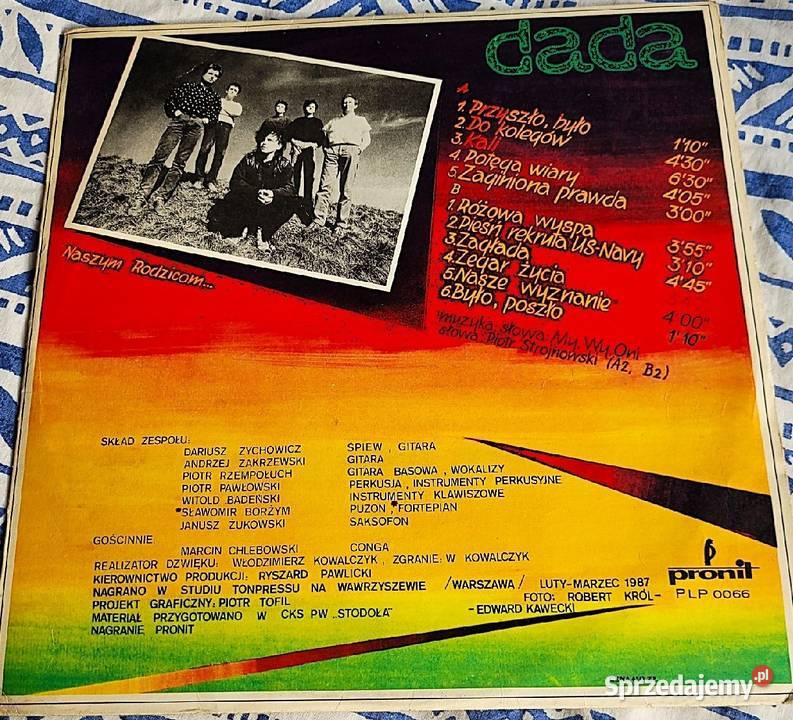 dada
A
1. Przyszło, było 1'10"
2. Do kolegów 4'30"
3. Kali 6'30"
4. Potęga wiary 4'05"
5. Zaginiona prawda 3'00"
B
1. Różowa wyspa 3'55"
2. Pieśń rekruta US-Navy 3'10"
3. Zagłada 4'45"
4. Zegar życia
5. Nasze wyznanie 4'00"
6. Było, poszło 1'10"
muzyka, słowa: My, Wy, Oni
słowa: Piotr Strojnowski (A2, B2)
Naszym Rodzicom...
SKŁAD ZESPOŁU:
DARIUSZ ZYCHOWICZ ŚPIEW, GITARA
ANDRZEJ ZAKRZEWSKI GITARA
PIOTR RZEMPOŁUCH GITARA BASOWA, WOKALIZY
PIOTR PAWŁOWSKI PERKUSJA, INSTRUMENTY PERKUSYJNE
WITOLD BADEŃSKI INSTRUMENTY KLAWISZOWE
*SŁAWOMIR BORŻYM PUZON,*FORTEPIAN
JANUSZ ŻUKOWSKI SAKSOFON
GOŚCINNIE:
MARCIN CHLEBOWSKI CONGA
REALIZATOR DŹWIĘKU: WŁODZIMIERZ KOWALCZYK, ZGRANIE: W KOWALCZYK
KIEROWNICTWO PRODUKCJI: RYSZARD PAWLICKI
NAGRANO W STUDIU TONPRESSU NA WAWRZYSZEWIE /WARSZAWA/ LUTY-MARZEC 1987
PROJEKT GRAFICZNY: PIOTR TOFIL FOTO: ROBERT KRÓL-
MATERIAŁ PRZYGOTOWANO W CKS PW „STODOŁA" -EDWARD KAWECKI
NAGRANIE PRONIT
pronit
PLP 0066
Sprzedajemy.pl